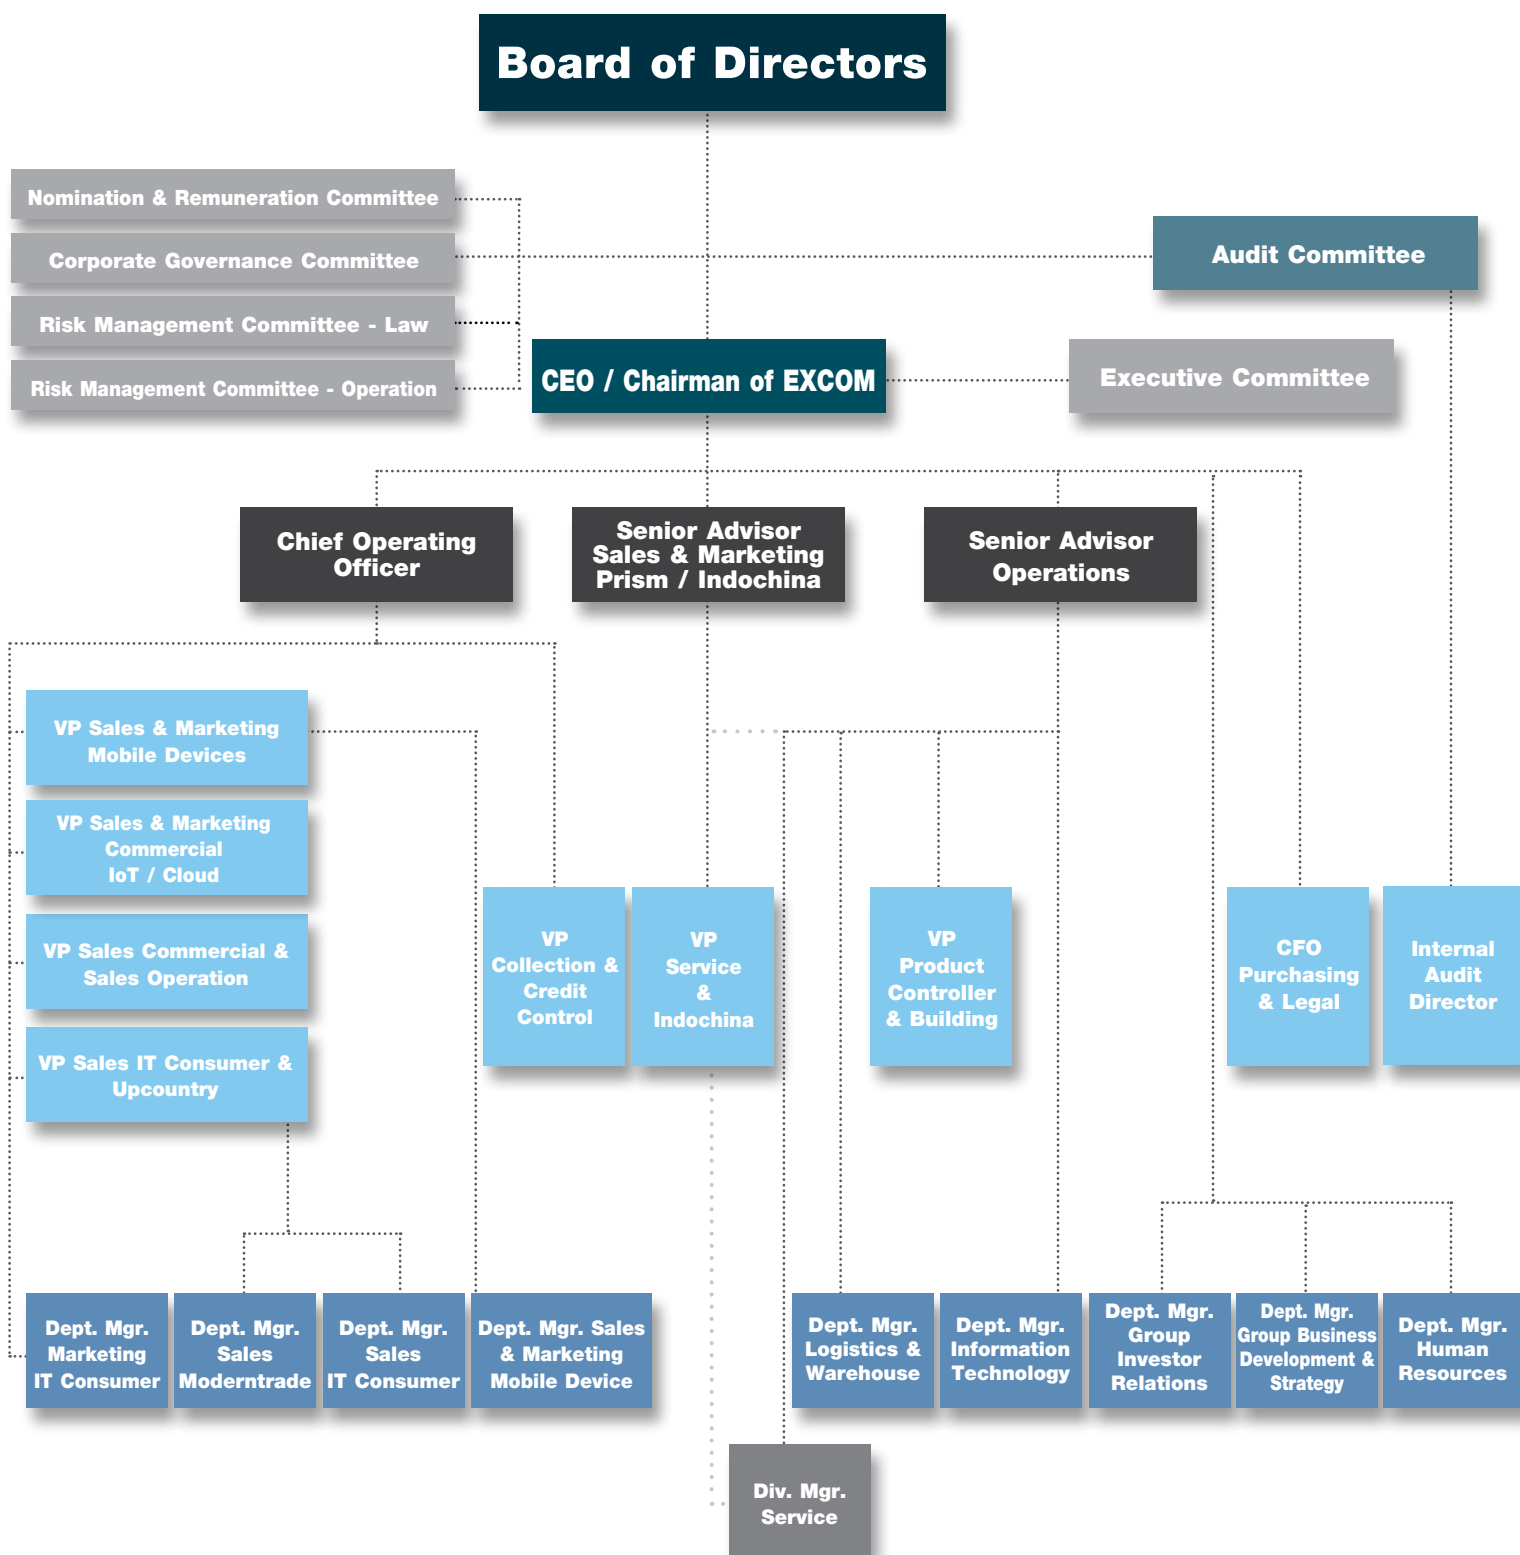 Board of Directors
Nomination & Remuneration Committee
Corporate Governance Committee
Risk Management Committee - Law
Risk Management Committee - Operation
Audit Committee
CEO / Chairman of EXCOM
Executive Committee
Chief Operating
Officer
Senior Advisor
Sales & Marketing
Prism / Indochina
Senior Advisor
Operations
VP Sales & Marketing
Mobile Devices
VP Sales & Marketing
Commercial
IoT / Cloud
VP Sales Commercial &
Sales Operation
VP Sales IT Consumer &
Upcountry
VP
Collection &
Credit
Control
VP
Service
&
Indochina
VP
Product
Controller
& Building
CFO
Purchasing
& Legal
Internal
Audit
Director
Dept. Mgr.
Marketing
IT Consumer
Dept. Mgr.
Sales
Moderntrade
Dept. Mgr.
Sales
IT Consumer
Dept. Mgr. Sales
& Marketing
Mobile Device
Dept. Mgr.
Logistics &
Warehouse
Dept. Mgr.
Information
Technology
Dept. Mgr.
Group
Investor
Relations
Dept. Mgr.
Group Business
Development &
Strategy
Dept. Mgr.
Human
Resources
Div. Mgr.
Service